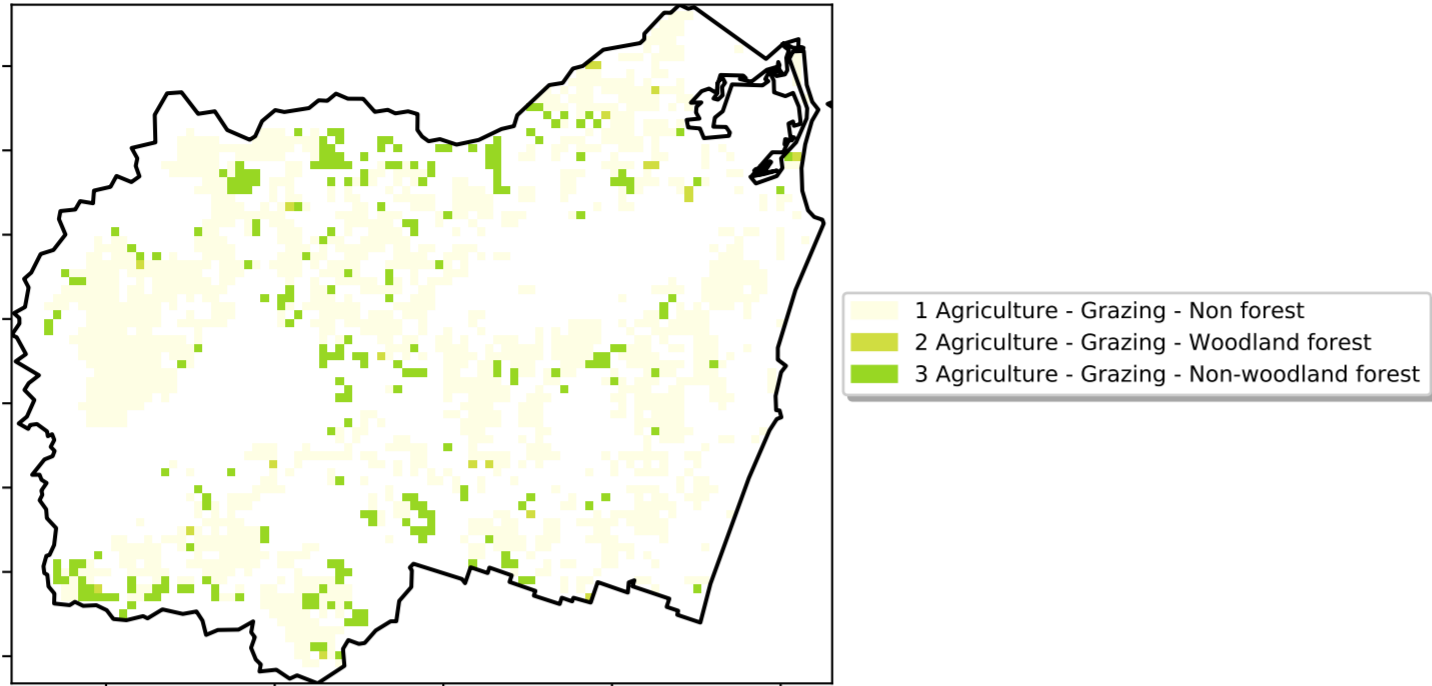 1 Agriculture - Grazing - Non forest
2 Agriculture - Grazing - Woodland forest
3 Agriculture - Grazing - Non-woodland forest